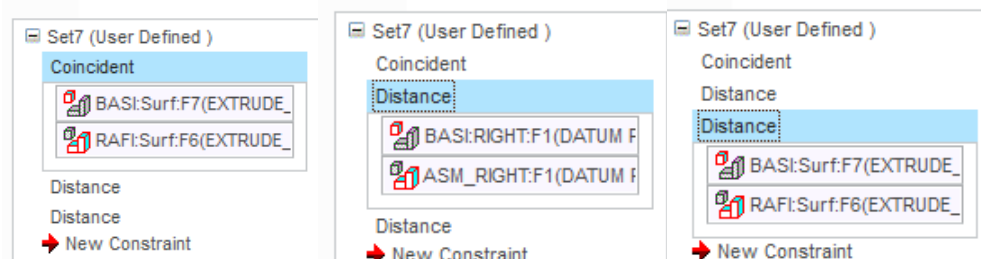 Set7 (User Defined )
Coincident
BASI:Surf:F7(EXTRUDE_
RAFI:Surf:F6(EXTRUDE_
Distance
Distance
New Constraint
Set7 (User Defined )
Coincident
Distance
BASI:RIGHT:F1(DATUM P
ASM_RIGHT:F1(DATUM P
Distance
New Constraint
Set7 (User Defined )
Coincident
Distance
Distance
BASI:Surf:F7(EXTRUDE_
RAFI:Surf:F6(EXTRUDE_
New Constraint